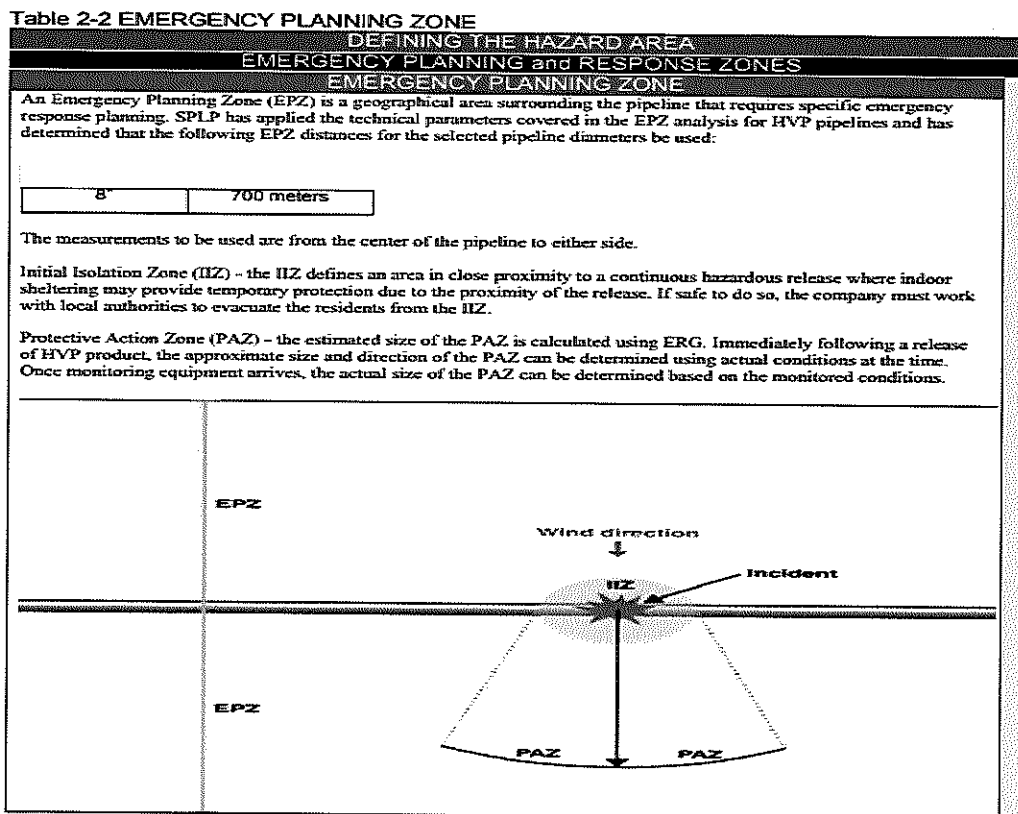 Table 2-2 EMERGENCY PLANNING ZONE
DEFINING THE HAZARD AREA
EMERGENCY PLANNING and RESPONSE ZONES
EMERGENCY PLANNING ZONE
An Emergency Planning Zone (EPZ) is a geographical area surrounding the pipeline that requires specific emergency
response planning. SPLP has applied the technical parameters covered in the EPZ analysis for HVP pipelines and has
determined that the following EPZ distances for the selected pipeline diameters be used:
8" 700 meters
The measurements to be used are from the center of the pipeline to either side.
Initial Isolation Zone (IIZ) – the IIZ defines an area in close proximity to a continuous hazardous release where indoor
sheltering may provide temporary protection due to the proximity of the release. If safe to do so, the company must work
with local authorities to evacuate the residents from the IIZ.
Protective Action Zone (PAZ) – the estimated size of the PAZ is calculated using ERG. Immediately following a release
of HVP product, the approximate size and direction of the PAZ can be determined using actual conditions at the time.
Once monitoring equipment arrives, the actual size of the PAZ can be determined based on the monitored conditions.
EPZ
Wind direction
IIZ
Incident
EPZ
PAZ PAZ